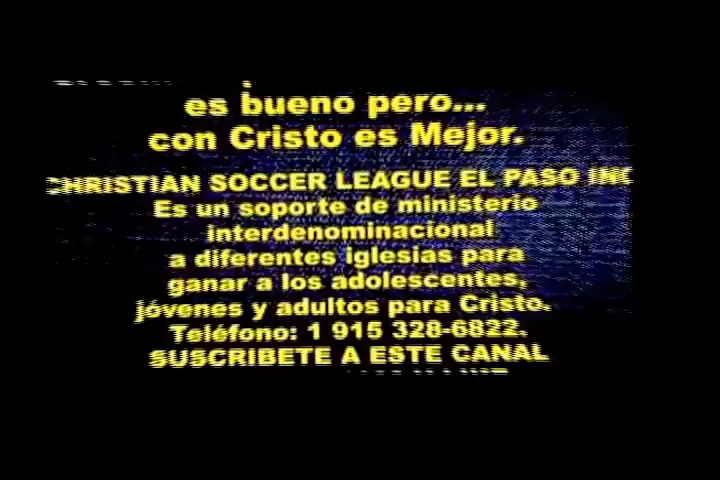 es bueno pero...
con Cristo es Mejor.
CHRISTIAN SOCCER LEAGUE EL PASO INC
Es un soporte de ministerio
interdenominacional
a diferentes iglesias para
ganar a los adolescentes,
jóvenes y adultos para Cristo.
Teléfono: 1 915 328-6822.
SUSCRIBETE A ESTE CANAL